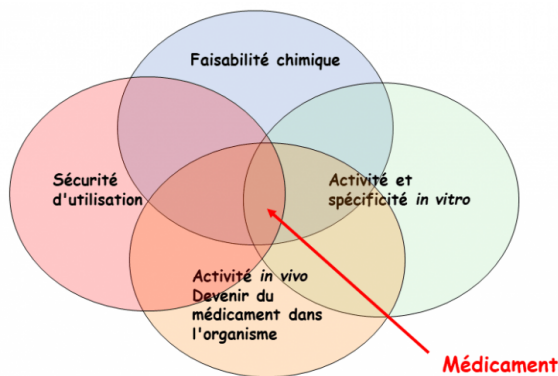 Faisabilité chimique
Sécurité
d'utilisation
Activité et
spécificité in vitro
Activité in vivo
Devenir du
médicament dans
l'organisme
Médicament